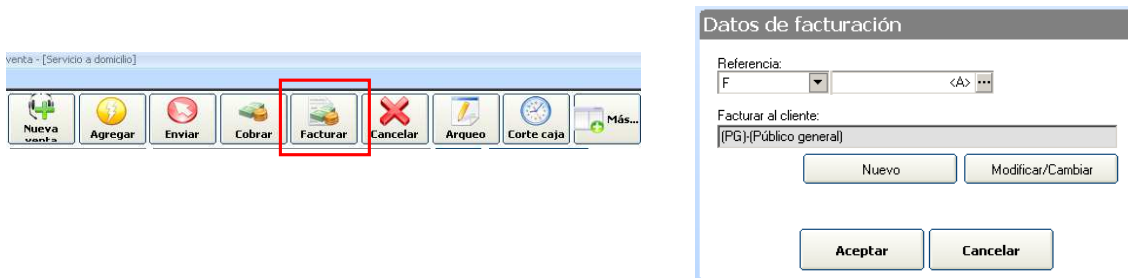 venta - [Servicio a domicilio]
Nueva venta
Agregar
Enviar
Cobrar
Facturar
Cancelar
Arqueo
Corte caja
Más...
Datos de facturación
Referencia:
F
<A> ...
Facturar al cliente:
(PG)-(Público general)
Nuevo
Modificar/Cambiar
Aceptar
Cancelar